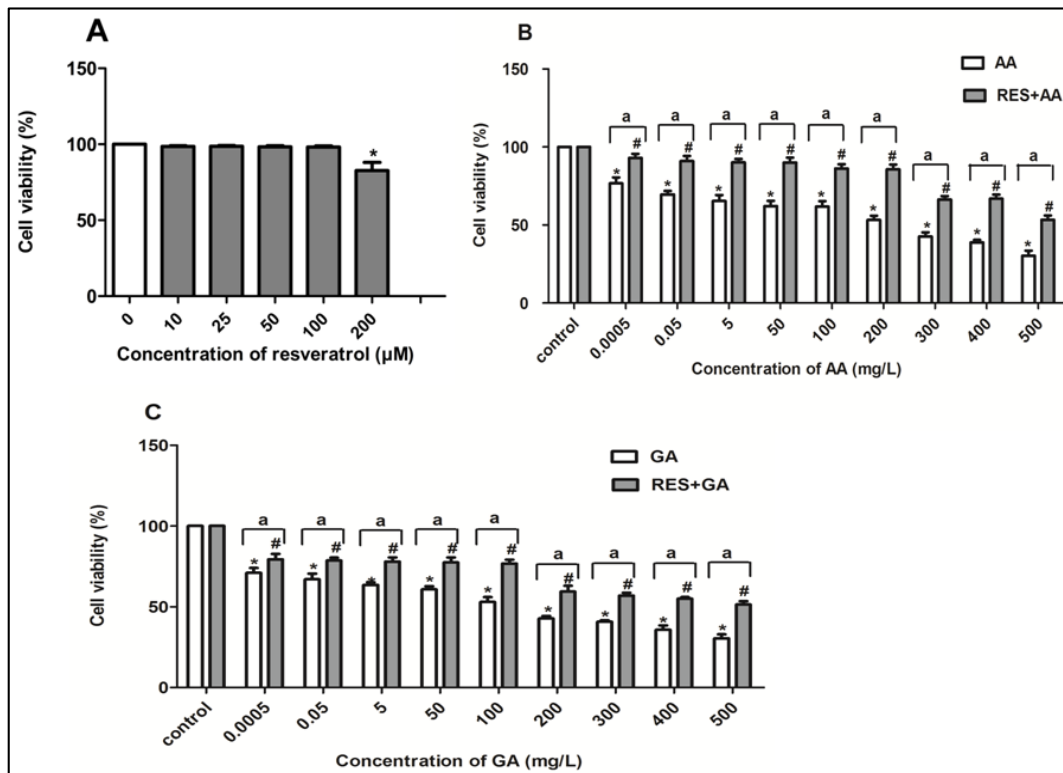 A
150
100
50
0
Cell viability (%)
*
0 10 25 50 100 200
Concentration of resveratrol (µM)
B
AA
RES+AA
150
100
50
0
Cell viability (%)
a a a a a a a a a
# # # # # # # # #
* * * * * * * * *
control 0.0005 0.05 5 50 100 200 300 400 500
Concentration of AA (mg/L)
C
GA
RES+GA
150
100
50
0
Cell viability (%)
a a a a a a a a a
# # # # # # # # #
* * * * * * * * *
control 0.0005 0.05 5 50 100 200 300 400 500
Concentration of GA (mg/L)